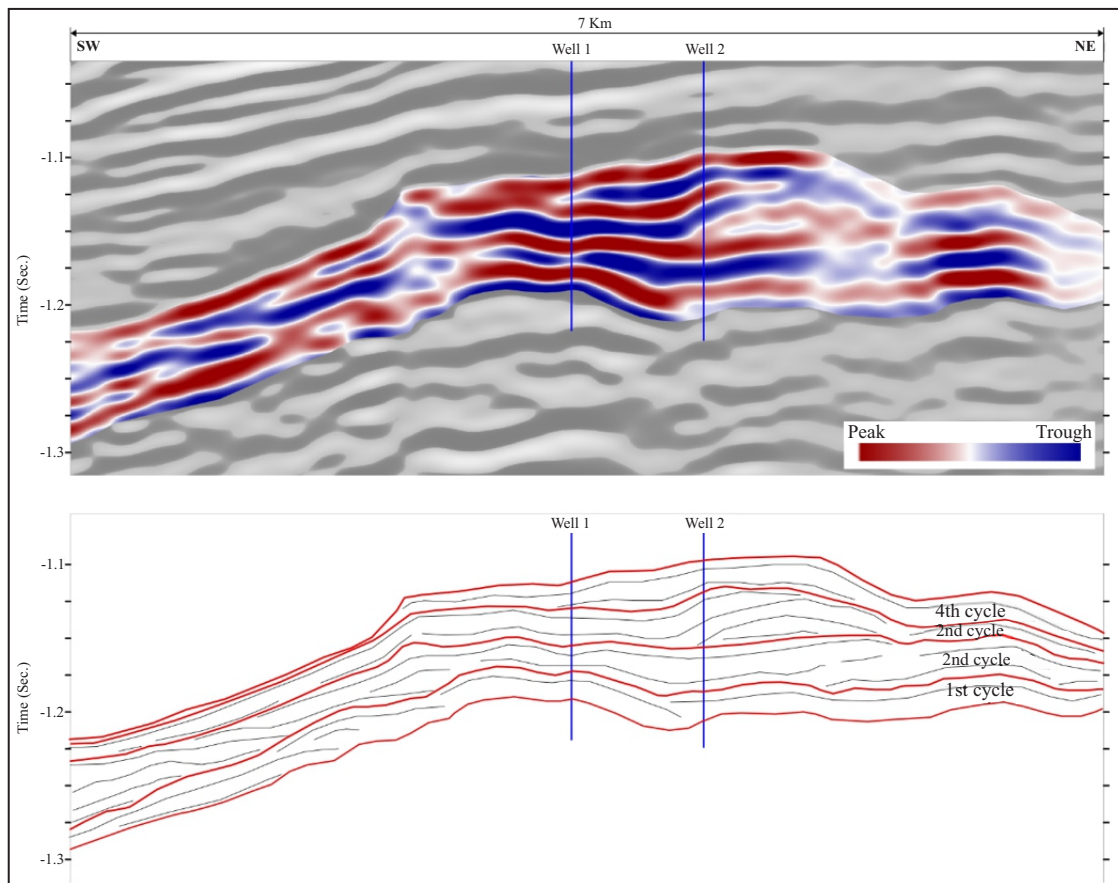 7 Km
SW
Well 1
Well 2
NE
-1.1
-1.2
-1.3
Time (Sec.)
Peak
Trough
Well 1
Well 2
-1.1
-1.2
-1.3
Time (Sec.)
4th cycle
2nd cycle
2nd cycle
1st cycle